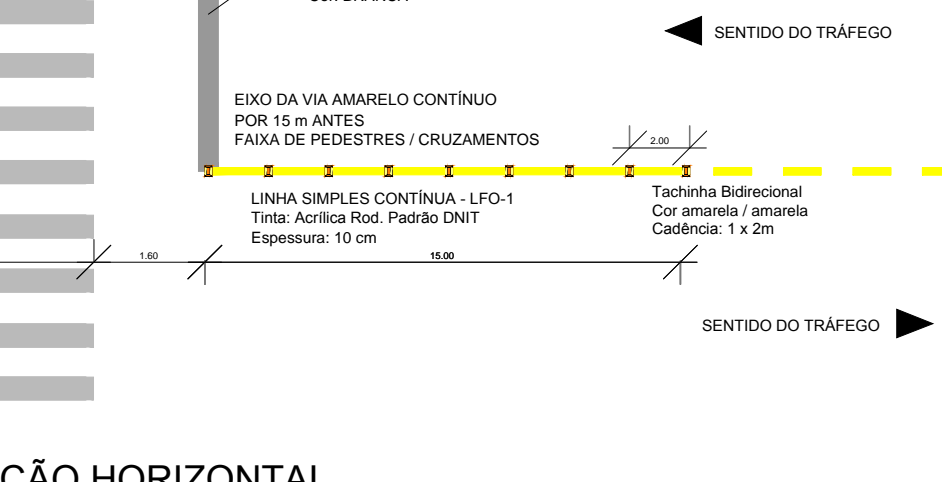 COR BRANCA
SENTIDO DO TRÁFEGO
EIXO DA VIA AMARELO CONTÍNUO
POR 15 m ANTES
FAIXA DE PEDESTRES / CRUZAMENTOS
2.00
LINHA SIMPLES CONTÍNUA - LFO-1
Tinta: Acrílica Rod. Padrão DNIT
Espessura: 10 cm
Tachinha Bidirecional
Cor amarela / amarela
Cadência: 1 x 2m
1.60
15.00
SENTIDO DO TRÁFEGO
ÇÃO HORIZONTAL